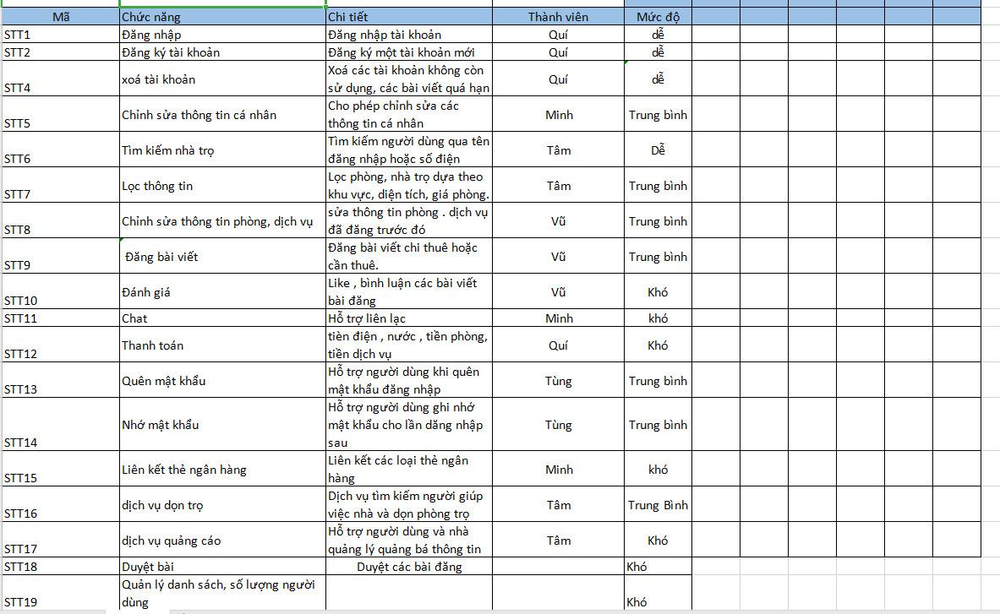 Mã Chức năng Chi tiết Thành viên Mức độ
STT1 Đăng nhập Đăng nhập tài khoản Quí dễ
STT2 Đăng ký tài khoản Đăng ký một tài khoản mới Quí dễ
STT4 xoá tài khoản Xoá các tài khoản không còn
sử dụng, các bài viết quá hạn Quí dễ
STT5 Chỉnh sửa thông tin cá nhân Cho phép chỉnh sửa các
thông tin cá nhân Minh Trung bình
STT6 Tìm kiếm nhà trọ Tìm kiếm người dùng qua tên
đăng nhập hoặc số điện Tâm Dễ
STT7 Lọc thông tin Lọc phòng, nhà trọ dựa theo
khu vực, diện tích, giá phòng. Tâm Trung bình
STT8 Chỉnh sửa thông tin phòng, dịch vụ sửa thông tin phòng . dịch vụ
đã đăng trước đó Vũ Trung bình
STT9 Đăng bài viết Đăng bài viết chi thuê hoặc
cần thuê. Vũ Trung bình
STT10 Đánh giá Like , bình luận các bài viết
bài đăng Vũ Khó
STT11 Chat Hỗ trợ liên lạc Minh khó
STT12 Thanh toán tièn điện , nước , tiền phòng,
tiền dịch vụ Quí Khó
STT13 Quên mật khẩu Hỗ trợ người dùng khi quên
mật khẩu đăng nhập Tùng Trung bình
STT14 Nhớ mật khẩu Hỗ trợ người dùng ghi nhớ
mật khẩu cho lần dăng nhập
sau Tùng Trung bình
STT15 Liên kết thẻ ngân hàng Liên kết các loại thẻ ngân
hàng Minh khó
STT16 dịch vụ dọn trọ Dịch vụ tìm kiếm người giúp
việc nhà và dọn phòng trọ Tâm Trung Bình
STT17 dịch vụ quảng cáo Hỗ trợ người dùng và nhà
quảng lý quảng bá thông tin Tâm Khó
STT18 Duyệt bài Duyệt các bài đăng Khó
STT19 Quản lý danh sách, số lượng người
dùng Khó